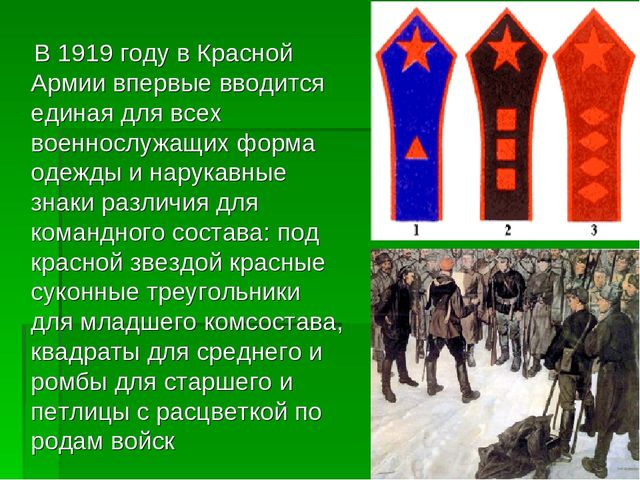 В 1919 году в Красной
Армии впервые вводится
единая для всех
военнослужащих форма
одежды и нарукавные
знаки различия для
командного состава: под
красной звездой красные
суконные треугольники
для младшего комсостава,
квадраты для среднего и
ромбы для старшего и
петлицы с расцветкой по
родам войск
1 2 3